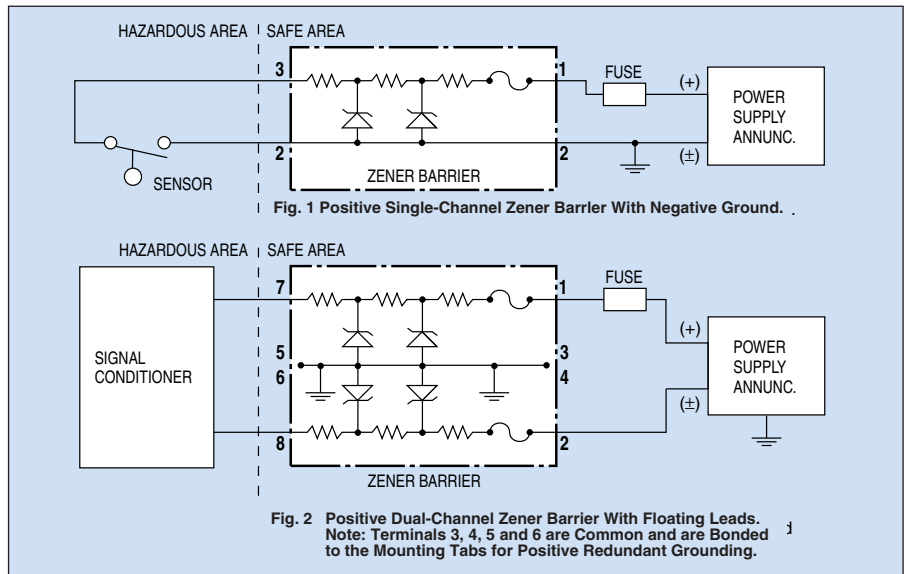 HAZARDOUS AREA
SAFE AREA
3
1
FUSE
(+)
POWER
SUPPLY
ANNUNC.
(±)
2
2
ZENER BARRIER
SENSOR
Fig. 1 Positive Single-Channel Zener Barrler With Negative Ground. .
HAZARDOUS AREA
SAFE AREA
7
1
FUSE
(+)
POWER
SUPPLY
ANNUNC.
(±)
SIGNAL
CONDITIONER
5
3
6
4
8
2
ZENER BARRIER
Fig. 2 Positive Dual-Channel Zener Barrier With Floating Leads.
Note: Terminals 3, 4, 5 and 6 are Common and are Bonded
to the Mounting Tabs for Positive Redundant Grounding.